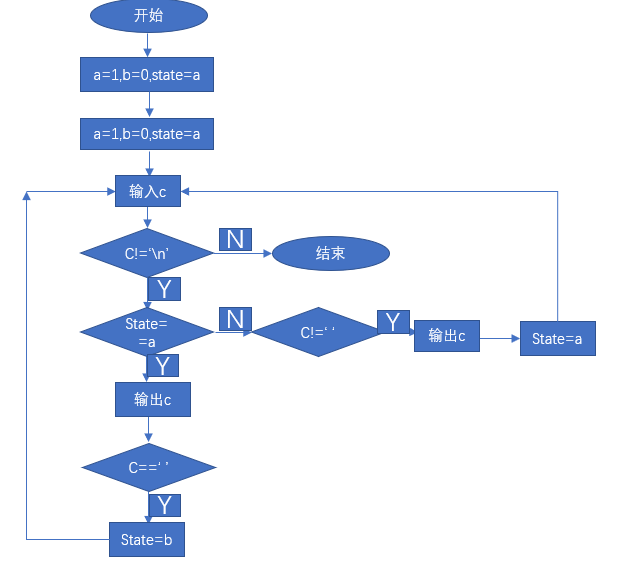 开始
a=1,b=0,state=a
a=1,b=0,state=a
输入c
C!=‘\n’
N
结束
Y
State=
=a
N
C!=‘ ‘
Y
输出c
State=a
Y
输出c
C==‘ ’
Y
State=b